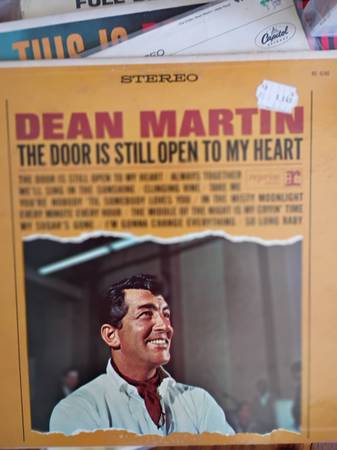 FULL
THIS IS
Capitol
STEREO
DEAN MARTIN
THE DOOR IS STILL OPEN TO MY HEART
THE DOOR IS STILL OPEN TO MY HEART ALWAYS TOGETHER
WE'LL SING IN THE SUNSHINE CLINGING VINE TAKE ME
YOU'RE NOBODY 'TIL SOMEBODY LOVES YOU IN THE MISTY MOONLIGHT
EVERY MINUTE EVERY HOUR THE MIDDLE OF THE NIGHT IS MY CRYIN' TIME
MY SUGAR'S GONE I'M GONNA CHANGE EVERYTHING SO LONG BABY
reprise